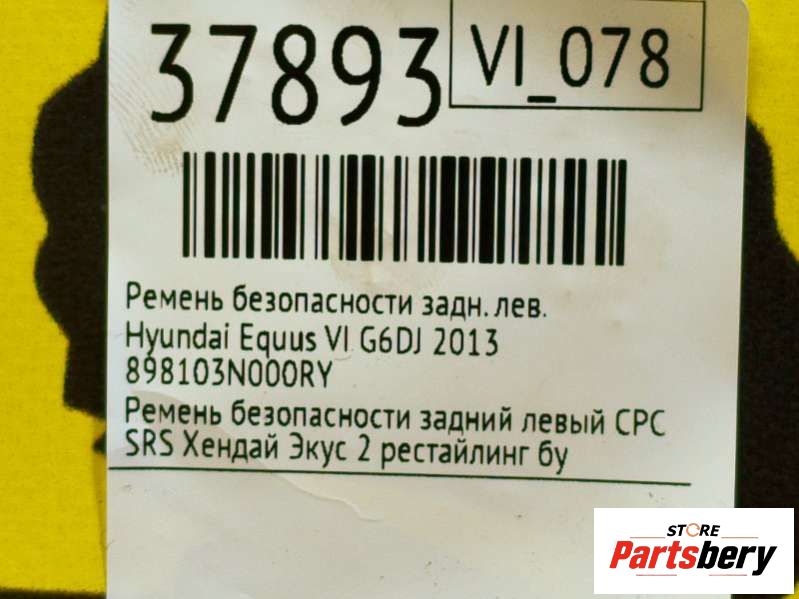 37893
VI_078
Ремень безопасности задн. лев.
Hyundai Equus VI G6DJ 2013
898103N000RY
Ремень безопасности задний левый СРС
SRS Хендай Экус 2 рестайлинг бу
STORE
Partsbery